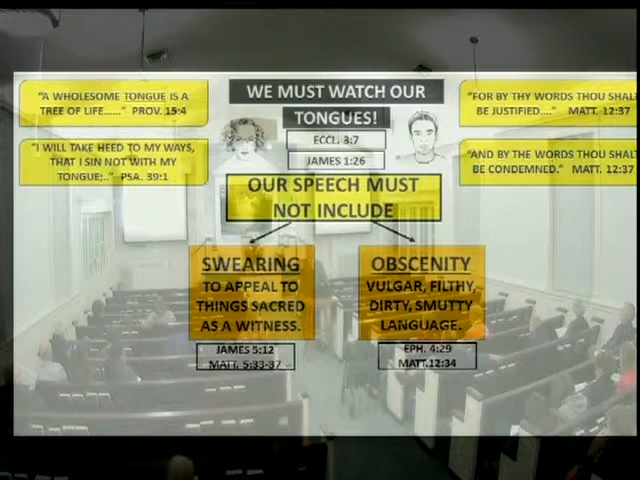 "A WHOLESOME TONGUE IS A
TREE OF LIFE......" PROV. 15:4
"I WILL TAKE HEED TO MY WAYS,
THAT I SIN NOT WITH MY
TONGUE;.." PSA. 39:1
WE MUST WATCH OUR
TONGUES!
ECCL. 3:7
JAMES 1:26
"FOR BY THY WORDS THOU SHAL
BE JUSTIFIED...." MATT. 12:37
"AND BY THE WORDS THOU SHAL
BE CONDEMNED." MATT. 12:37
OUR SPEECH MUST
NOT INCLUDE
SWEARING
TO APPEAL TO
THINGS SACRED
AS A WITNESS.
JAMES 5:12
MATT. 5:33-37
OBSCENITY
VULGAR, FILTHY,
DIRTY, SMUTTY
LANGUAGE.
EPH. 4:29
MATT.12:34